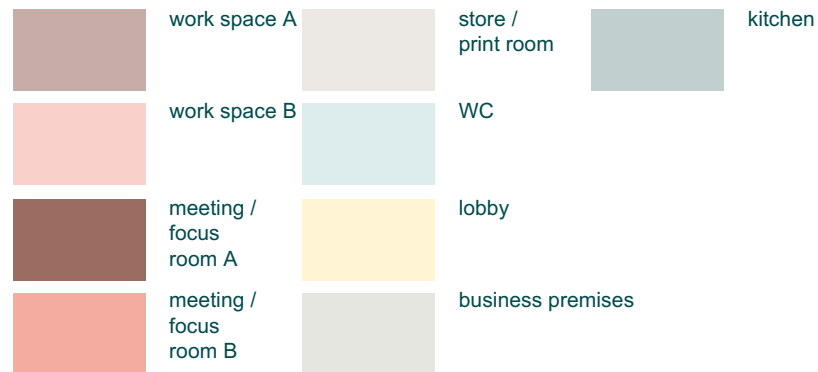 work space A
work space B
meeting /
focus
room A
meeting /
focus
room B
store /
print room
WC
lobby
business premises
kitchen